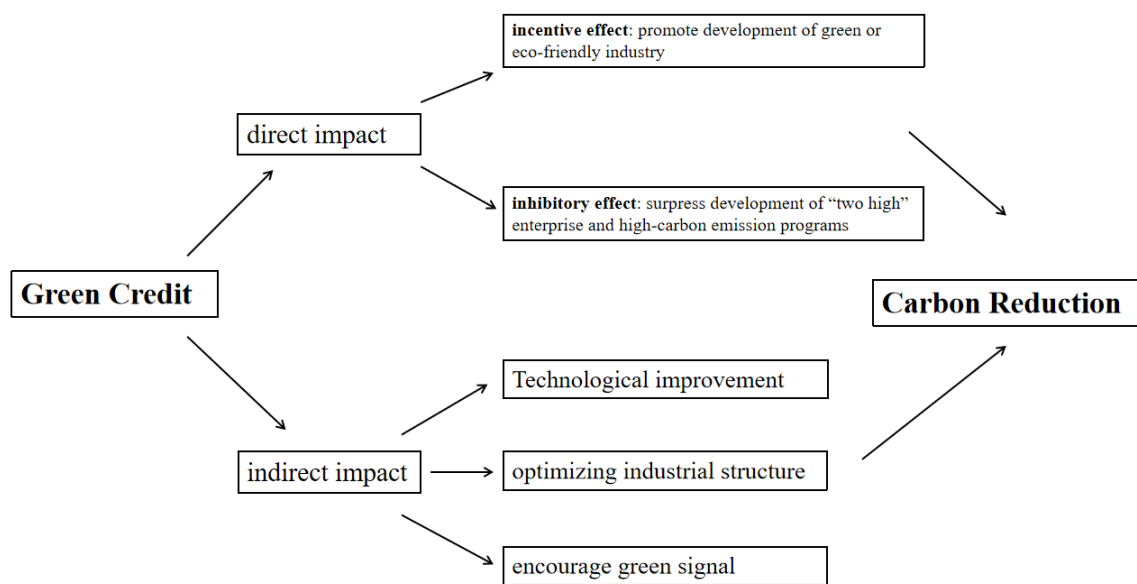 incentive effect: promote development of green or
eco-friendly industry
direct impact
inhibitory effect: surpress development of “two high”
enterprise and high-carbon emission programs
Green Credit
Carbon Reduction
Technological improvement
indirect impact
optimizing industrial structure
encourage green signal